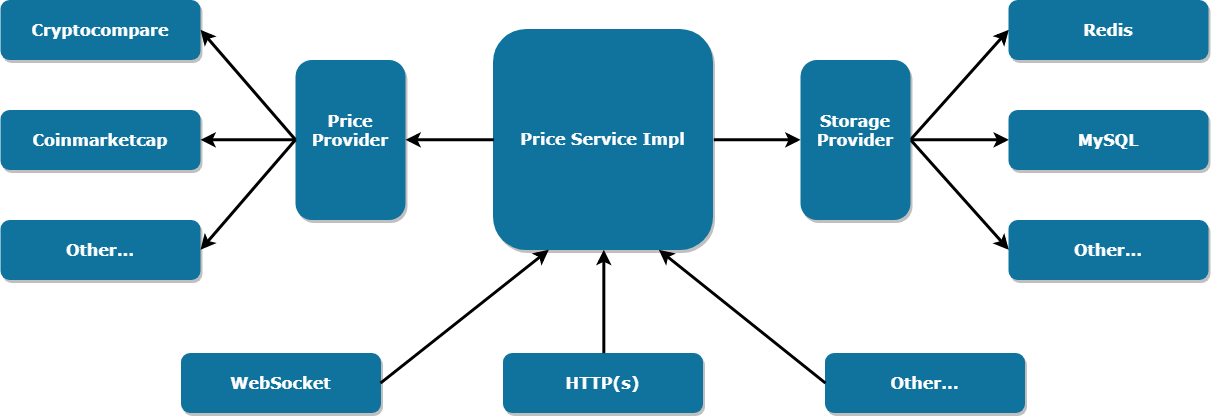 Cryptocompare
Redis
Price
Provider
Storage
Provider
Coinmarketcap
Price Service Impl
MySQL
Other...
Other...
WebSocket
HTTP(s)
Other...